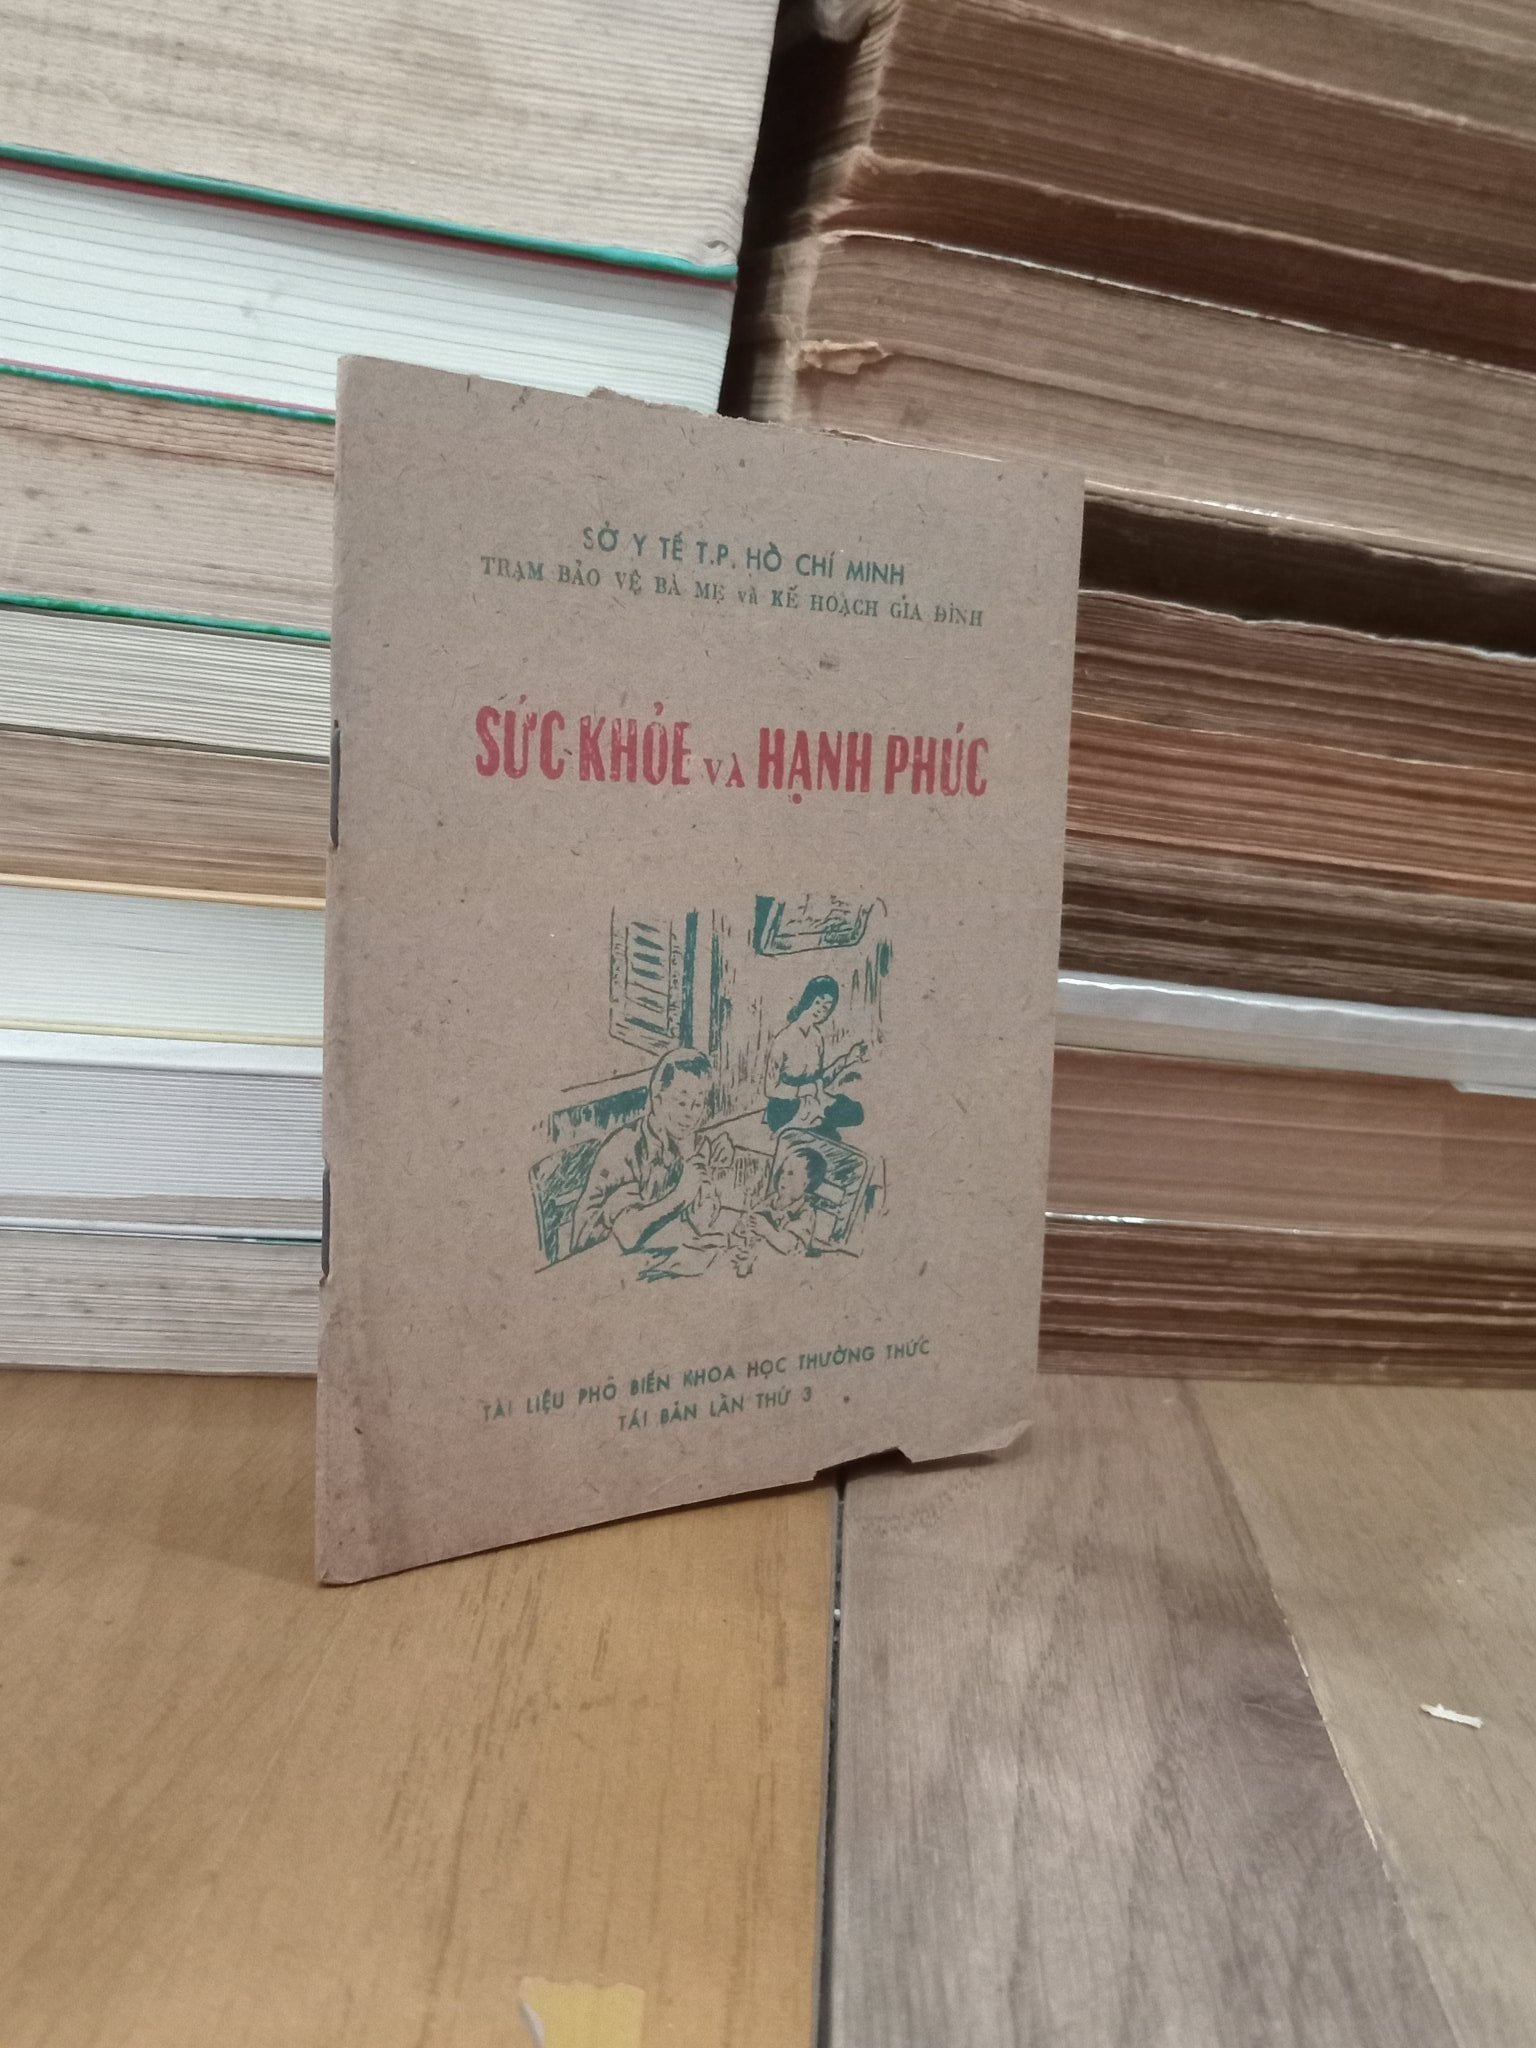 SỞ Y TẾ T.P. HỒ CHÍ MINH
TRẠM BẢO VỆ BÀ MẸ và KẾ HOẠCH GIA ĐÌNH
SỨC KHỎE VÀ HẠNH PHÚC
TÀI LIỆU PHỔ BIẾN KHOA HỌC THƯỜNG THỨC
TÁI BẢN LẦN THỨ 3